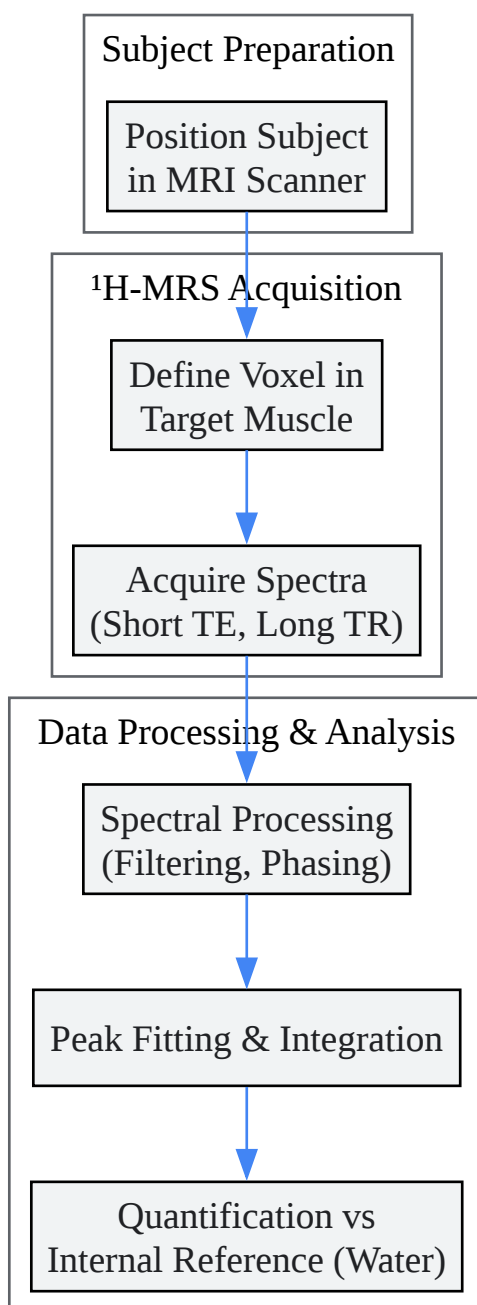 Subject Preparation
Position Subject
in MRI Scanner
¹H-MRS Acquisition
Define Voxel in
Target Muscle
Acquire Spectra
(Short TE, Long TR)
Data Processing & Analysis
Spectral Processing
(Filtering, Phasing)
Peak Fitting & Integration
Quantification vs
Internal Reference (Water)